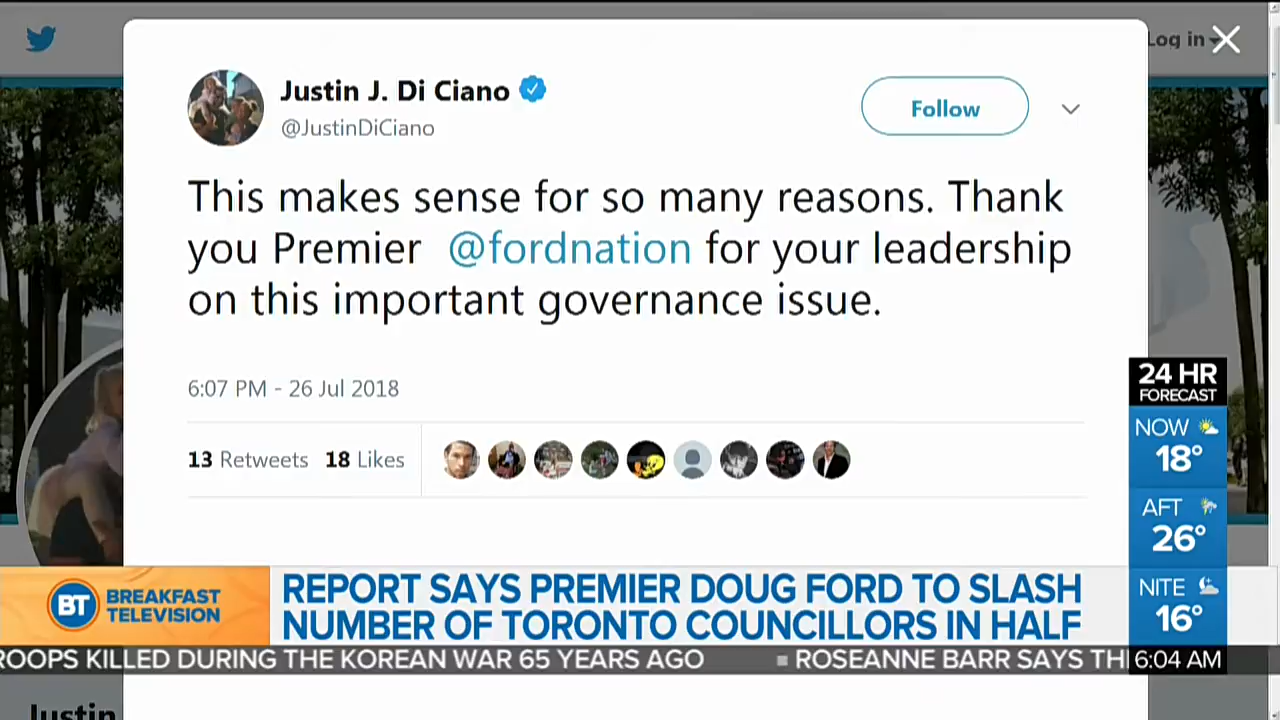 Log in
Justin J. Di Ciano
@JustinDiCiano
Follow
This makes sense for so many reasons. Thank
you Premier @fordnation for your leadership
on this important governance issue.
6:07 PM - 26 Jul 2018
13 Retweets 18 Likes
24 HR
FORECAST
NOW
18°
AFT
26°
NITE
16°
BT BREAKFAST
TELEVISION
REPORT SAYS PREMIER DOUG FORD TO SLASH
NUMBER OF TORONTO COUNCILLORS IN HALF
ROOPS KILLED DURING THE KOREAN WAR 65 YEARS AGO ■ ROSEANNE BARR SAYS THI 6:04 AM
Justin